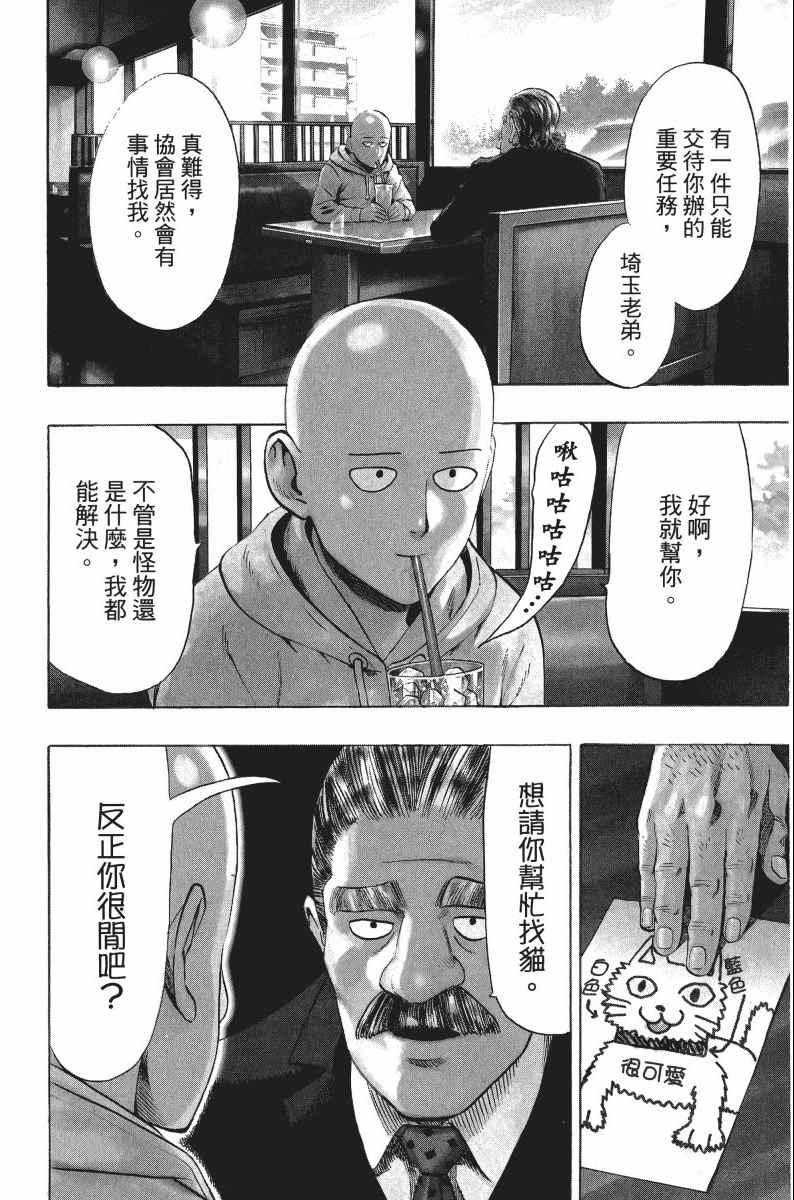 有一件只能
交待你辦的
重要任務，
埼玉老弟。
真難得，
協會居然會有
事情找我。
好啊，
我就幫你。
啾咕咕咕咕咕…
不管是怪物還
是什麼，我都
能解決。
藍色
白色
很可愛
想請你幫忙找貓。
反正你很閒吧？